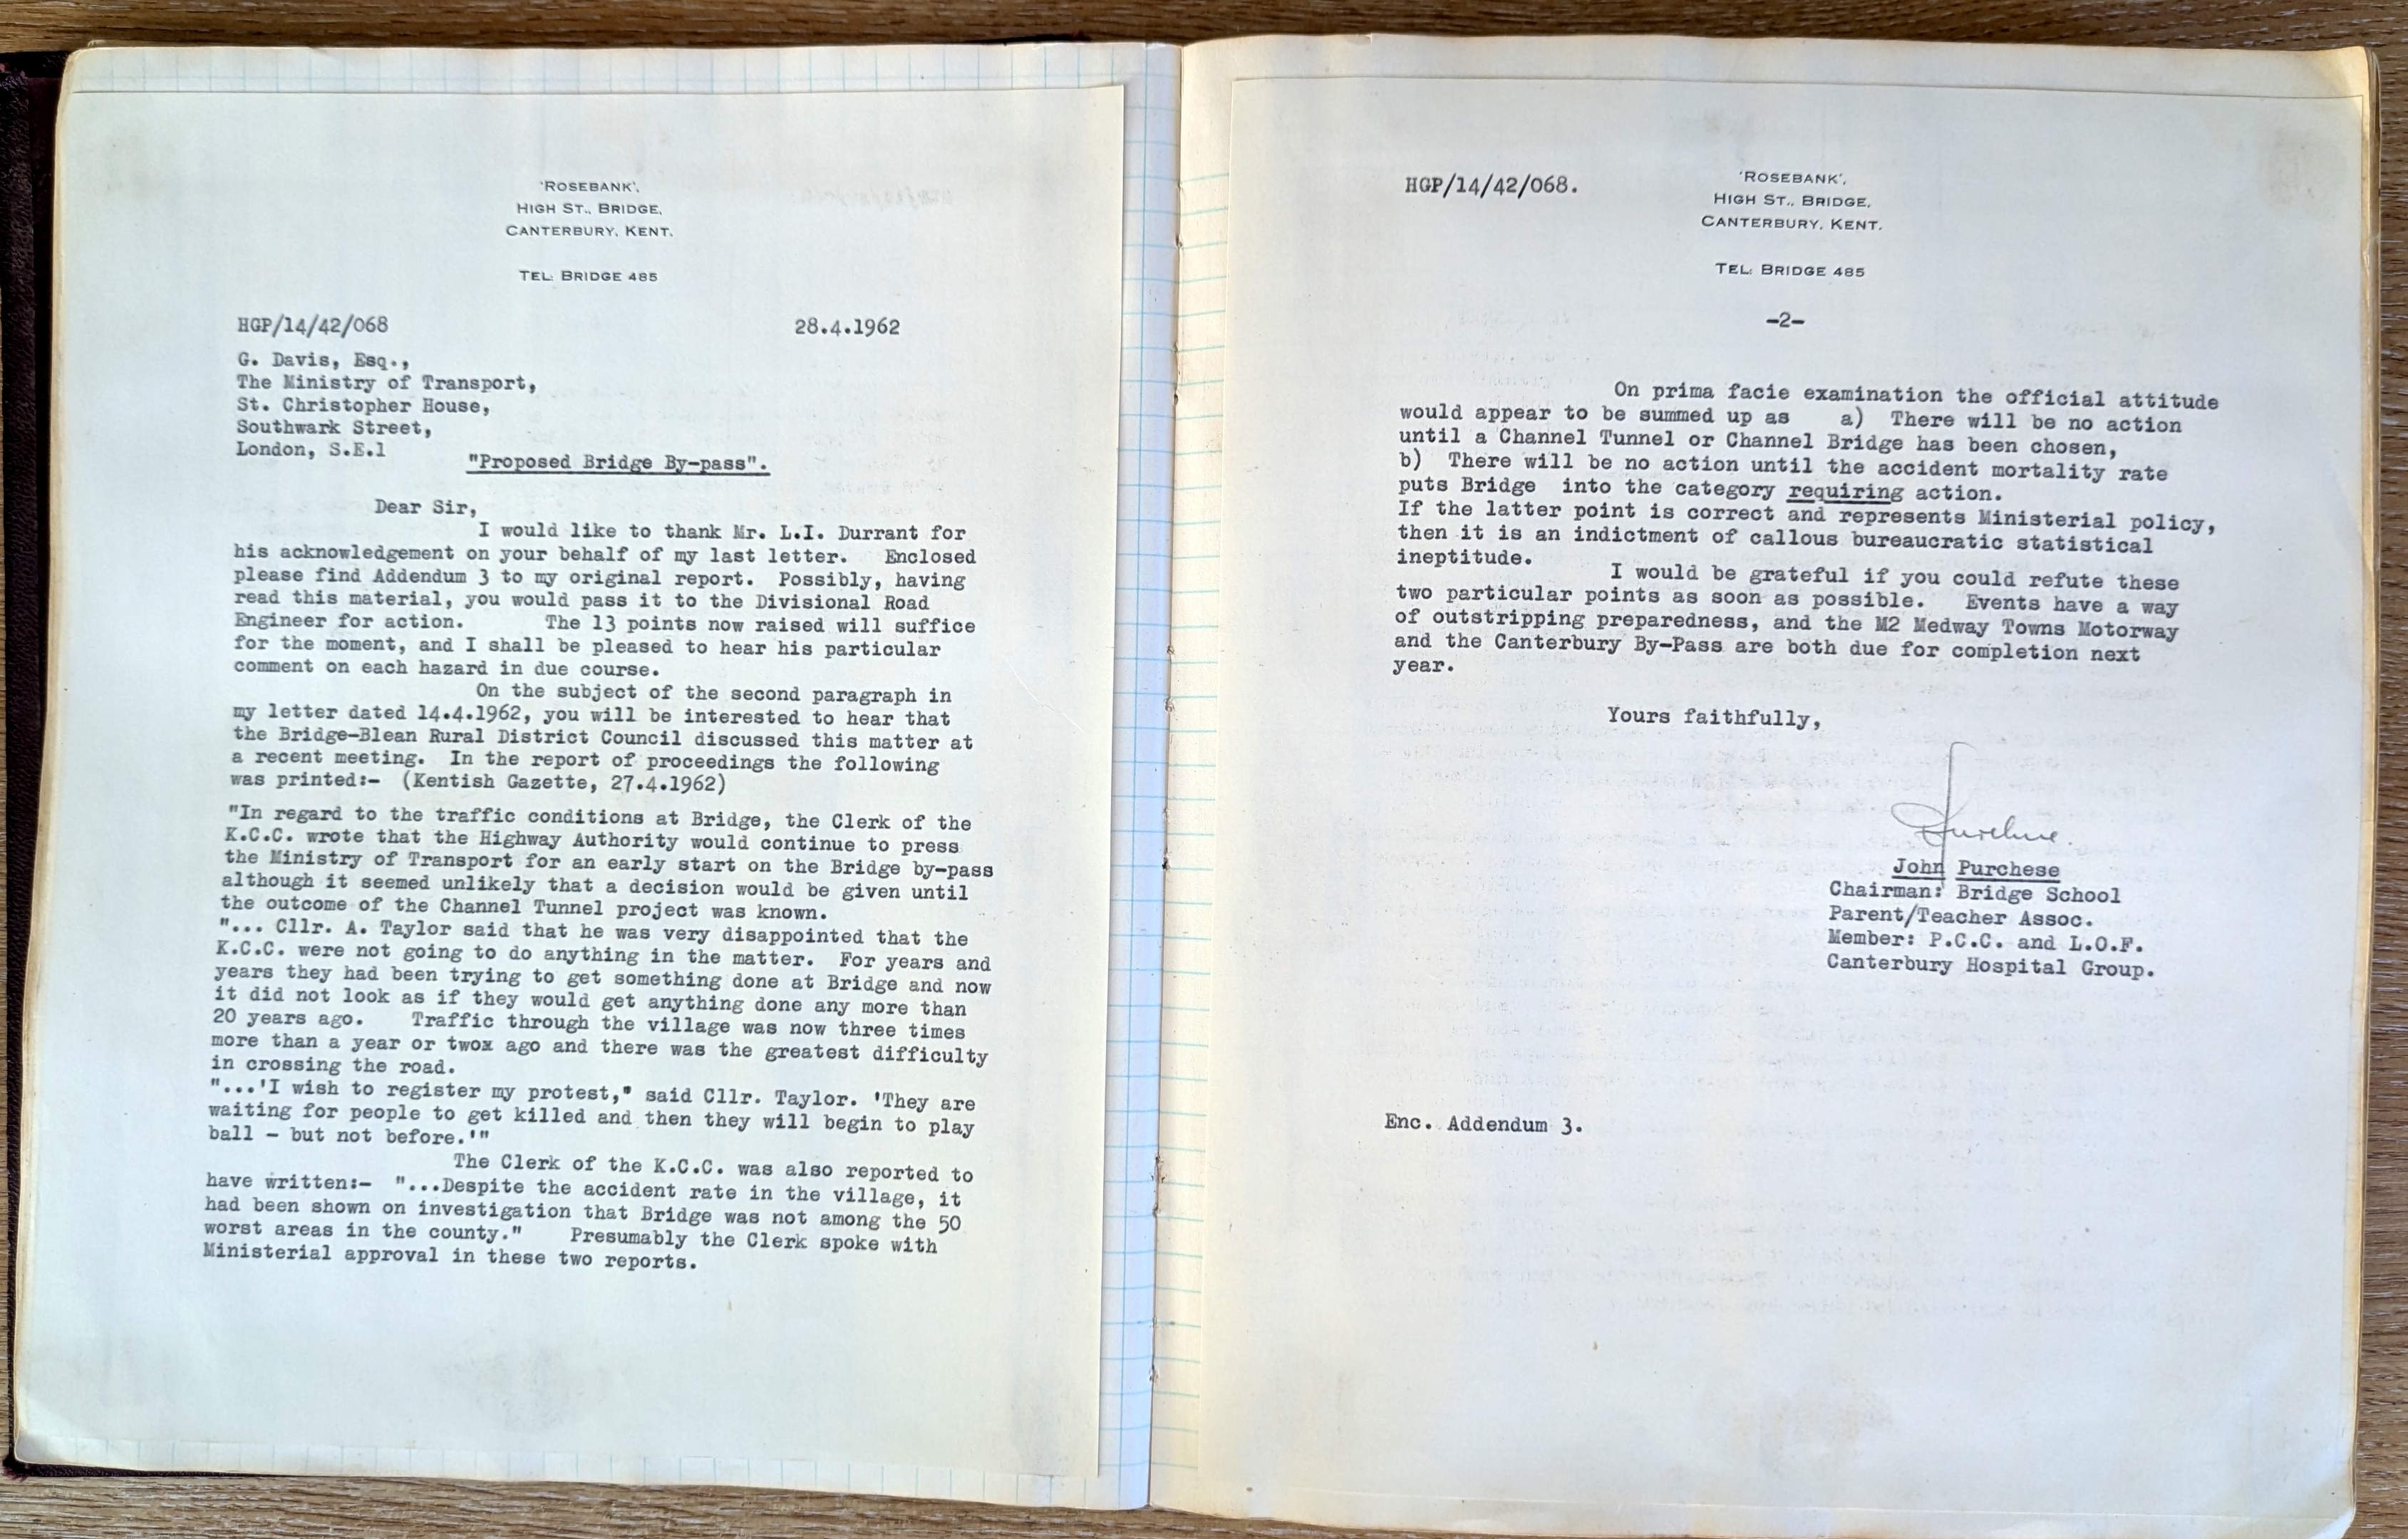 'ROSEBANK',
HIGH ST., BRIDGE,
CANTERBURY, KENT.
TEL: BRIDGE 485
HGP/14/42/068 28.4.1962
G. Davis, Esq.,
The Ministry of Transport,
St. Christopher House,
Southwark Street,
London, S.E.1
"Proposed Bridge By-pass".
Dear Sir,
I would like to thank Mr. L.I. Durrant for
his acknowledgement on your behalf of my last letter. Enclosed
please find Addendum 3 to my original report. Possibly, having
read this material, you would pass it to the Divisional Road
Engineer for action. The 13 points now raised will suffice
for the moment, and I shall be pleased to hear his particular
comment on each hazard in due course.
On the subject of the second paragraph in
my letter dated 14.4.1962, you will be interested to hear that
the Bridge-Blean Rural District Council discussed this matter at
a recent meeting. In the report of proceedings the following
was printed:- (Kentish Gazette, 27.4.1962)
"In regard to the traffic conditions at Bridge, the Clerk of the
K.C.C. wrote that the Highway Authority would continue to press
the Ministry of Transport for an early start on the Bridge by-pass
although it seemed unlikely that a decision would be given until
the outcome of the Channel Tunnel project was known.
"... Cllr. A. Taylor said that he was very disappointed that the
K.C.C. were not going to do anything in the matter. For years and
years they had been trying to get something done at Bridge and now
it did not look as if they would get anything done any more than
20 years ago. Traffic through the village was now three times
more than a year or twox ago and there was the greatest difficulty
in crossing the road.
"...'I wish to register my protest," said Cllr. Taylor. 'They are
waiting for people to get killed and then they will begin to play
ball - but not before.'"
The Clerk of the K.C.C. was also reported to
have written:- "...Despite the accident rate in the village, it
had been shown on investigation that Bridge was not among the 50
worst areas in the county." Presumably the Clerk spoke with
Ministerial approval in these two reports.
HGP/14/42/068.
'ROSEBANK',
HIGH ST., BRIDGE,
CANTERBURY, KENT.
TEL: BRIDGE 485
-2-
On prima facie examination the official attitude
would appear to be summed up as a) There will be no action
until a Channel Tunnel or Channel Bridge has been chosen,
b) There will be no action until the accident mortality rate
puts Bridge into the category requiring action.
If the latter point is correct and represents Ministerial policy,
then it is an indictment of callous bureaucratic statistical
ineptitude.
I would be grateful if you could refute these
two particular points as soon as possible. Events have a way
of outstripping preparedness, and the M2 Medway Towns Motorway
and the Canterbury By-Pass are both due for completion next
year.
Yours faithfully,
J Purchese.
John Purchese
Chairman: Bridge School
Parent/Teacher Assoc.
Member: P.C.C. and L.O.F.
Canterbury Hospital Group.
Enc. Addendum 3.